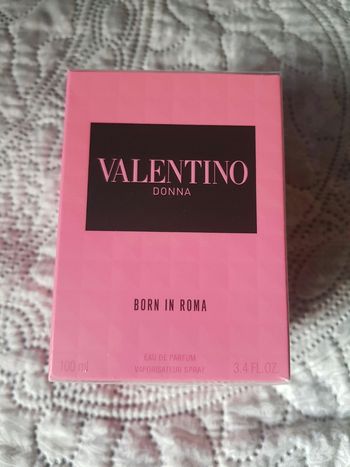 VALENTINO
DONNA
BORN IN ROMA
EAU DE PARFUM
VAPORISATEUR SPRAY
100 ml 3.4 FL.OZ.